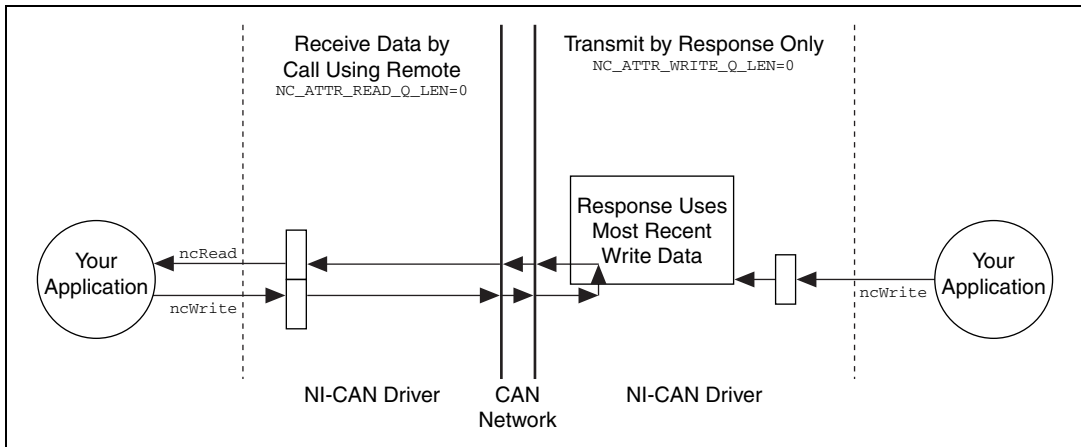 Receive Data by
Call Using Remote
NC_ATTR_READ_Q_LEN=0
Transmit by Response Only
NC_ATTR_WRITE_Q_LEN=0
Response Uses
Most Recent
Write Data
Your
Application
ncRead
ncWrite
ncWrite
Your
Application
NI-CAN Driver
CAN
Network
NI-CAN Driver